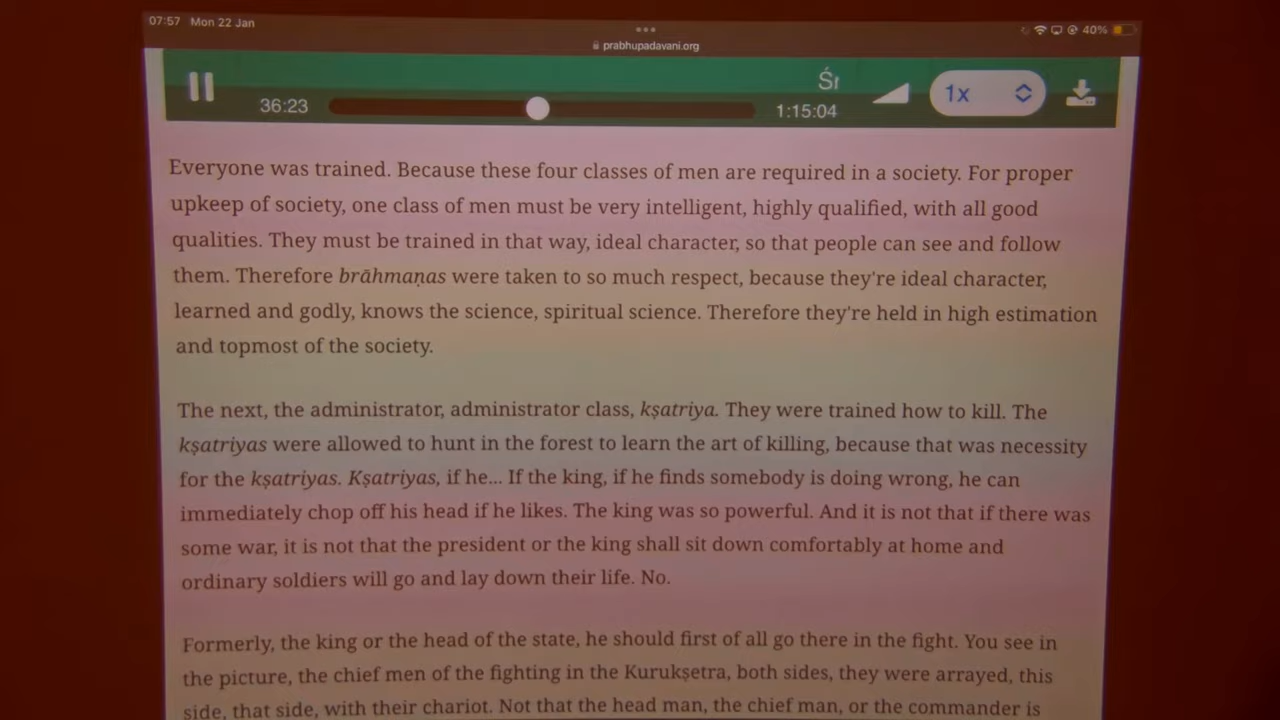 07:57 Mon 22 Jan
40%
prabhupadavani.org
Śr
36:23
1:15:04
1x
Everyone was trained. Because these four classes of men are required in a society. For proper
upkeep of society, one class of men must be very intelligent, highly qualified, with all good
qualities. They must be trained in that way, ideal character, so that people can see and follow
them. Therefore brāhmaṇas were taken to so much respect, because they're ideal character,
learned and godly, knows the science, spiritual science. Therefore they're held in high estimation
and topmost of the society.
The next, the administrator, administrator class, kṣatriya. They were trained how to kill. The
kṣatriyas were allowed to hunt in the forest to learn the art of killing, because that was necessity
for the kṣatriyas. Kṣatriyas, if he... If the king, if he finds somebody is doing wrong, he can
immediately chop off his head if he likes. The king was so powerful. And it is not that if there was
some war, it is not that the president or the king shall sit down comfortably at home and
ordinary soldiers will go and lay down their life. No.
Formerly, the king or the head of the state, he should first of all go there in the fight. You see in
the picture, the chief men of the fighting in the Kurukṣetra, both sides, they were arrayed, this
side, that side, with their chariot. Not that the head man, the chief man, or the commander is